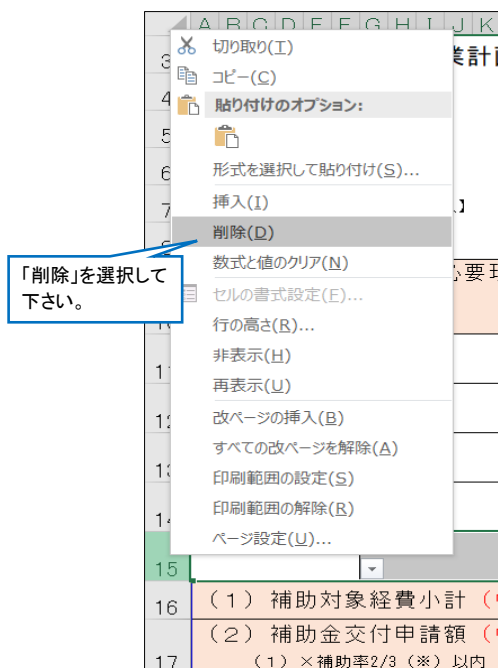 A B C D E F G H I J K
3
4
5
6
7
10
11
12
13
14
15
16
17
切り取り(T)
コピー(C)
貼り付けのオプション:
形式を選択して貼り付け(S)...
挿入(I)
削除(D)
数式と値のクリア(N)
セルの書式設定(F)...
行の高さ(R)...
非表示(H)
再表示(U)
改ページの挿入(B)
すべての改ページを解除(A)
印刷範囲の設定(S)
印刷範囲の解除(R)
ページ設定(U)...
「削除」を選択して
下さい。
(1) 補助対象経費小計 (
(2) 補助金交付申請額 (
(1)×補助率2/3(※)以内